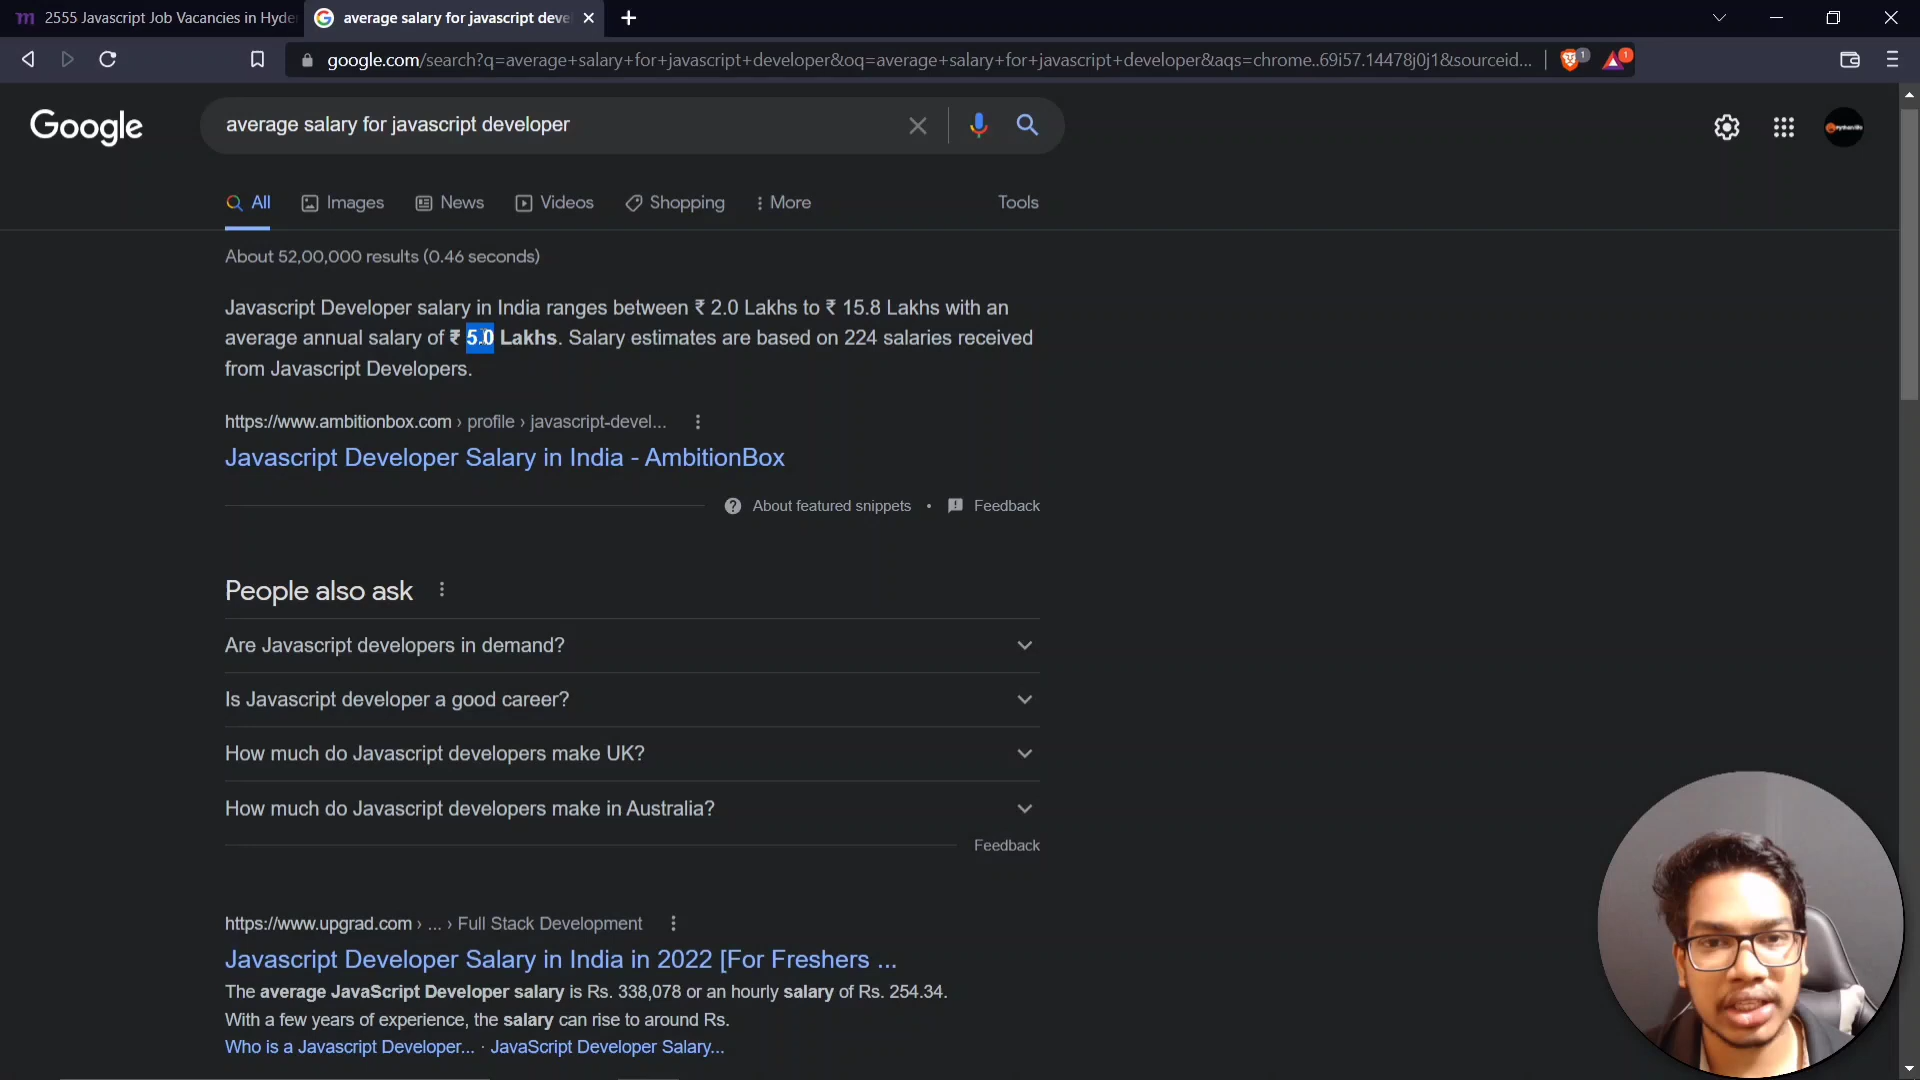 2555 Javascript Job Vacancies in Hyde
average salary for javascript deve
google.com/search?q=average+salary+for+javascript+developer&oq=average+salary+for+javascript+developer&aqs=chrome..69i57.14478j0j1&sourceid...
1
1
Google
average salary for javascript developer
All
Images
News
Videos
Shopping
More
Tools
About 52,00,000 results (0.46 seconds)
Javascript Developer salary in India ranges between ₹ 2.0 Lakhs to ₹ 15.8 Lakhs with an
average annual salary of ₹ 5.0 Lakhs. Salary estimates are based on 224 salaries received
from Javascript Developers.
https://www.ambitionbox.com › profile › javascript-devel...
Javascript Developer Salary in India - AmbitionBox
About featured snippets • Feedback
People also ask
Are Javascript developers in demand?
Is Javascript developer a good career?
How much do Javascript developers make UK?
How much do Javascript developers make in Australia?
Feedback
https://www.upgrad.com › ... › Full Stack Development
Javascript Developer Salary in India in 2022 [For Freshers ...
The average JavaScript Developer salary is Rs. 338,078 or an hourly salary of Rs. 254.34.
With a few years of experience, the salary can rise to around Rs.
Who is a Javascript Developer... · JavaScript Developer Salary...